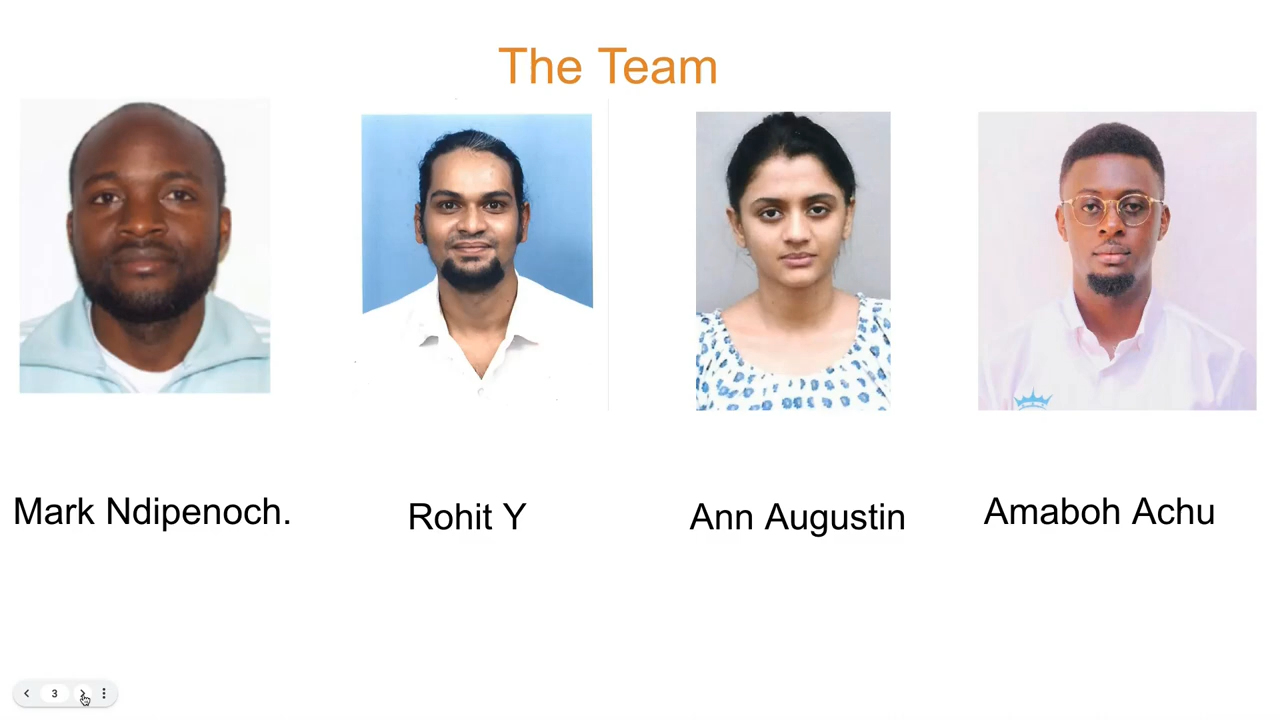 The Team
Mark Ndipenoch.
Rohit Y
Ann Augustin
Amaboh Achu
3